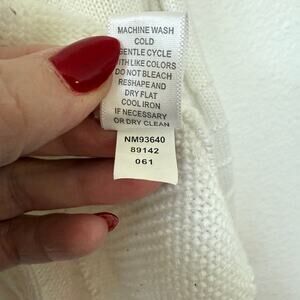 MACHINE WASH
COLD
GENTLE CYCLE
WITH LIKE COLORS
DO NOT BLEACH
RESHAPE AND
DRY FLAT
COOL IRON
IF NECESSARY
OR DRY CLEAN
NM93640
89142
061